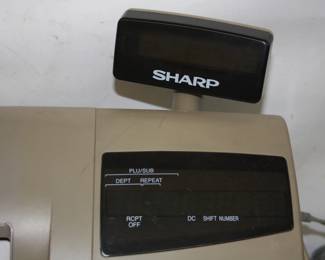 SHARP
PLU/SUB
DEPT REPEAT
RCPT DC SHIFT NUMBER
OFF